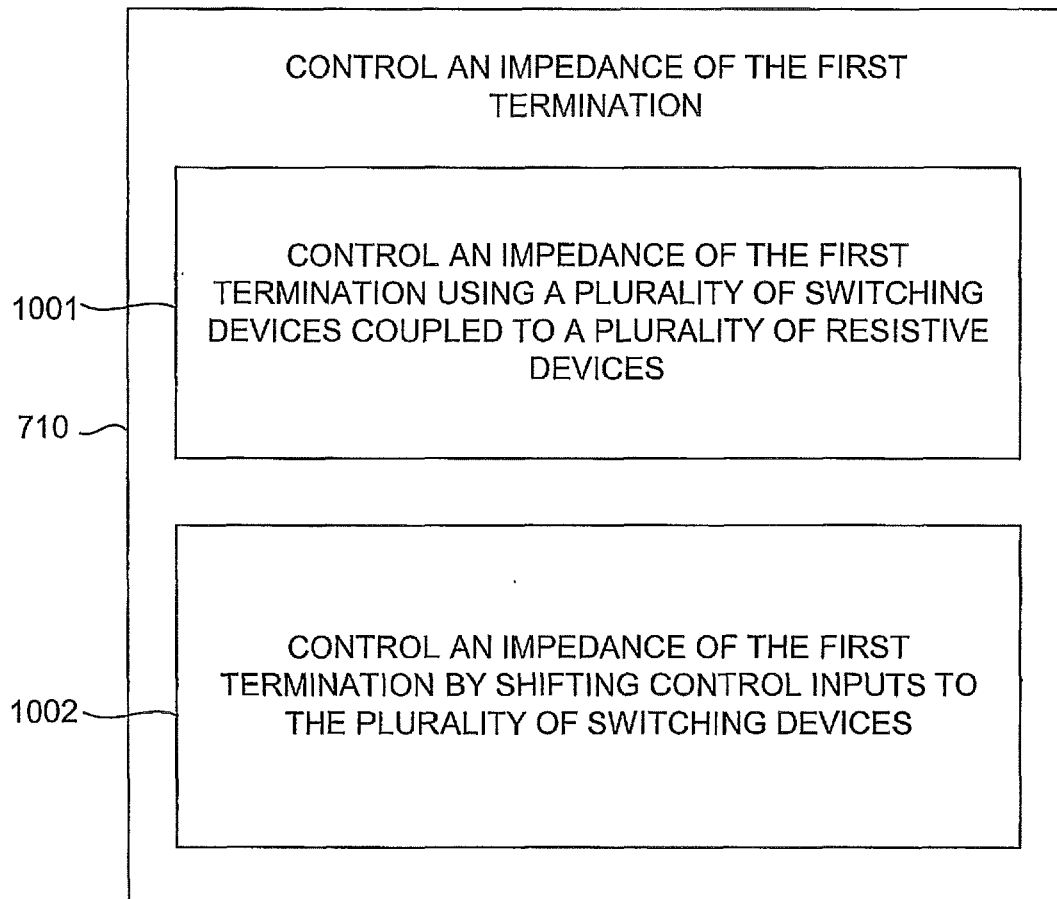 CONTROL AN IMPEDANCE OF THE FIRST
TERMINATION
CONTROL AN IMPEDANCE OF THE FIRST
TERMINATION USING A PLURALITY OF SWITCHING
DEVICES COUPLED TO A PLURALITY OF RESISTIVE
DEVICES
1001
710
CONTROL AN IMPEDANCE OF THE FIRST
TERMINATION BY SHIFTING CONTROL INPUTS TO
THE PLURALITY OF SWITCHING DEVICES
1002